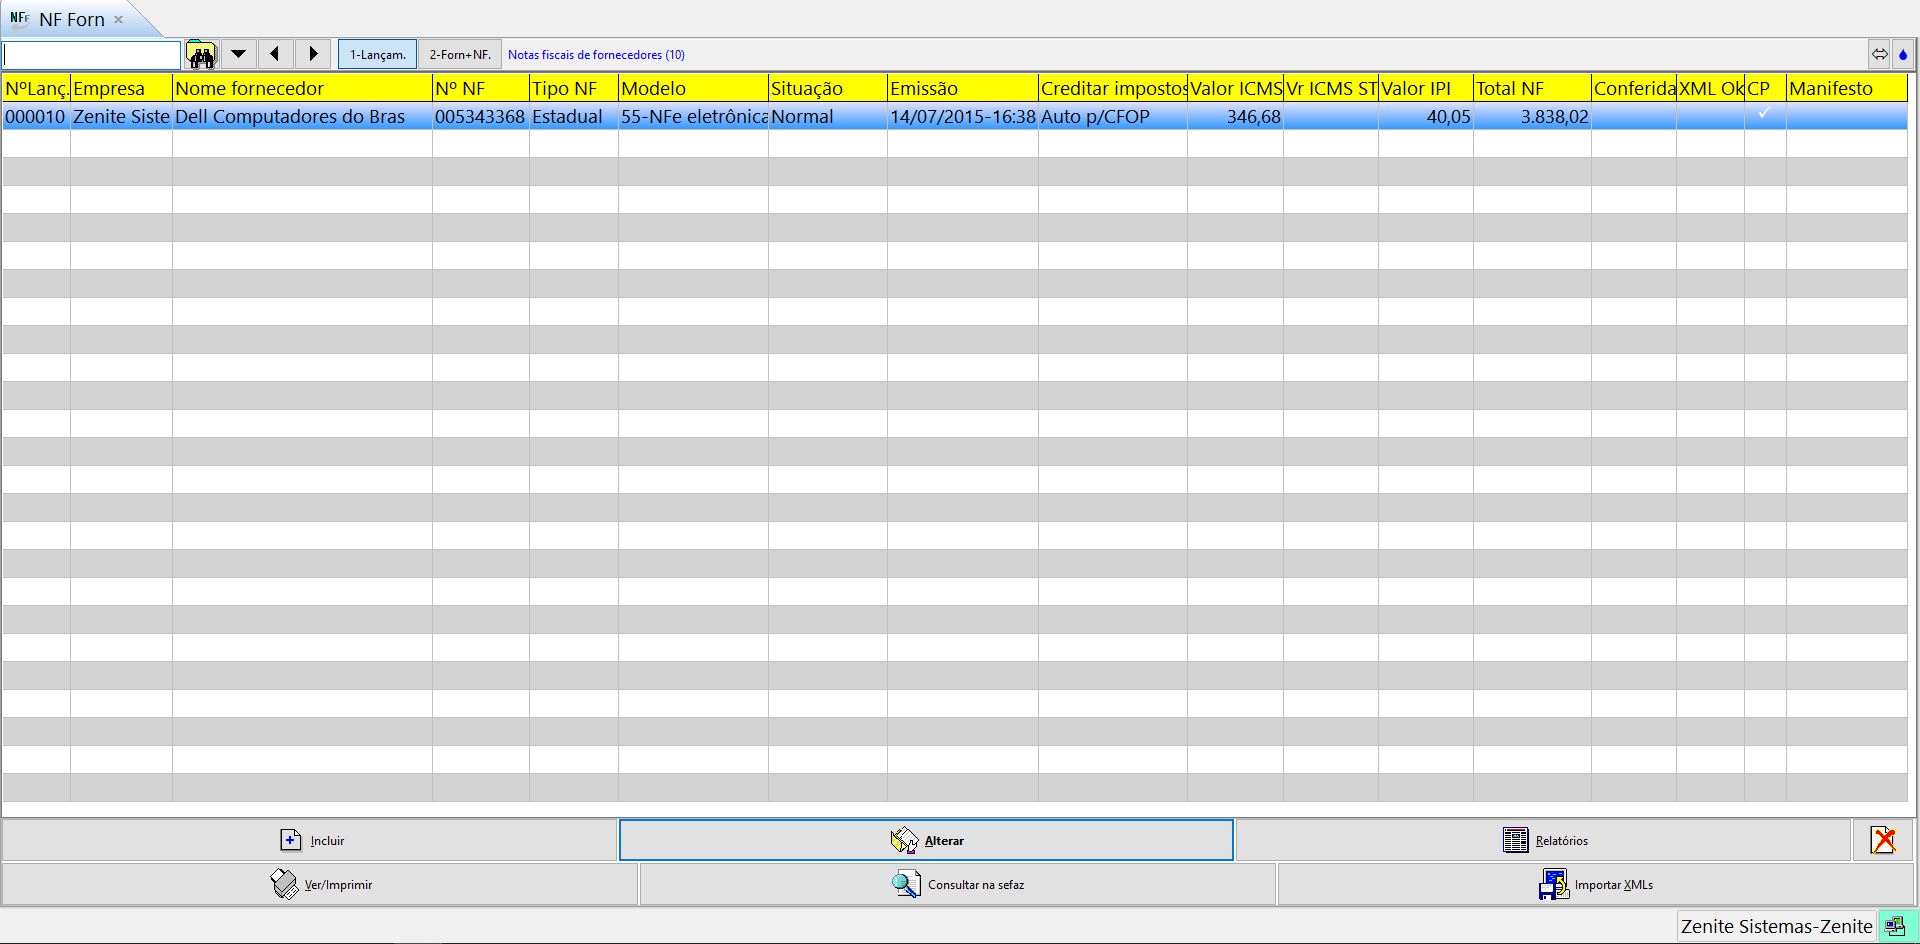 NFF NF Forn
1-Lançam. 2-Forn+NF. Notas fiscais de fornecedores (10)
NºLanç. Empresa Nome fornecedor Nº NF Tipo NF Modelo Situação Emissão Creditar impostos Valor ICMS Vr ICMS ST Valor IPI Total NF Conferida XML Ok CP Manifesto
000010 Zenite Siste Dell Computadores do Bras 005343368 Estadual 55-NFe eletrônica Normal 14/07/2015-16:38 Auto p/CFOP 346,68 40,05 3.838,02
Incluir Alterar Relatórios
Ver/Imprimir Consultar na sefaz Importar XMLs
Zenite Sistemas-Zenite